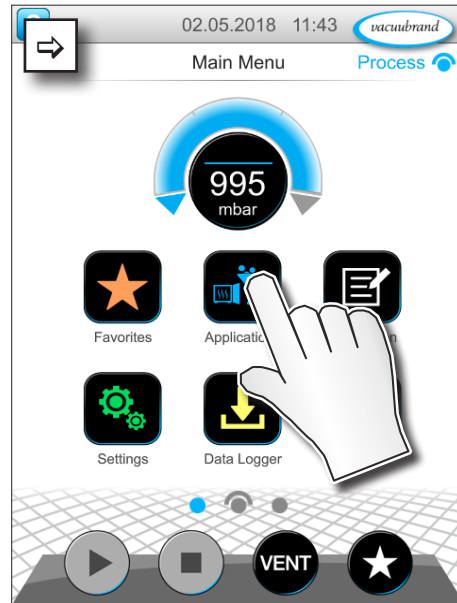 02.05.2018 11:43 vacuubrand
Main Menu Process
995
mbar
Favorites
Settings Data Logger
VENT